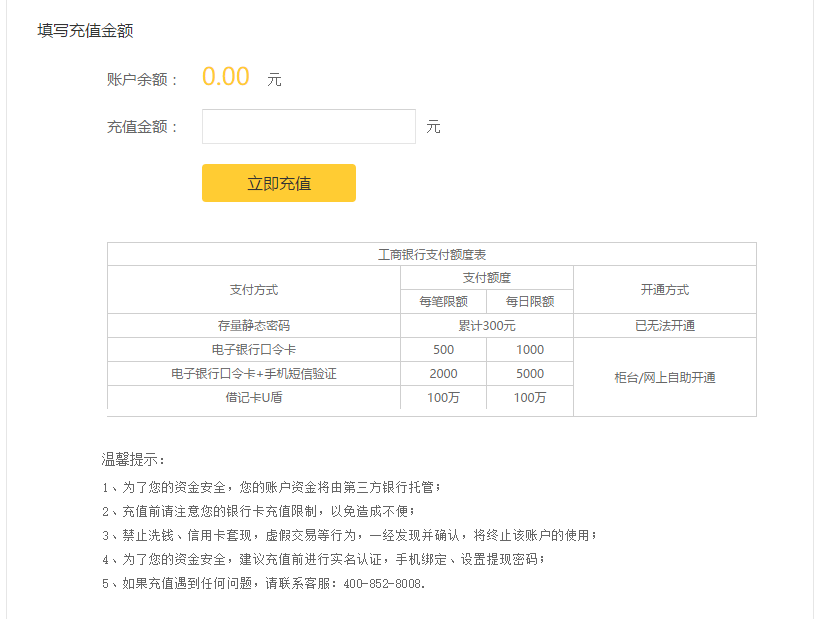 填写充值金额
账户余额： 0.00 元
充值金额： 元
立即充值
工商银行支付额度表
支付方式 支付额度 开通方式
每笔限额 每日限额
存量静态密码 累计300元 已无法开通
电子银行口令卡 500 1000
电子银行口令卡+手机短信验证 2000 5000 柜台/网上自助开通
借记卡U盾 100万 100万
温馨提示：
1、为了您的资金安全，您的账户资金将由第三方银行托管；
2、充值前请注意您的银行卡充值限制，以免造成不便；
3、禁止洗钱、信用卡套现，虚假交易等行为，一经发现并确认，将终止该账户的使用；
4、为了您的资金安全，建议充值前进行实名认证，手机绑定、设置提现密码；
5、如果充值遇到任何问题，请联系客服：400-852-8008.